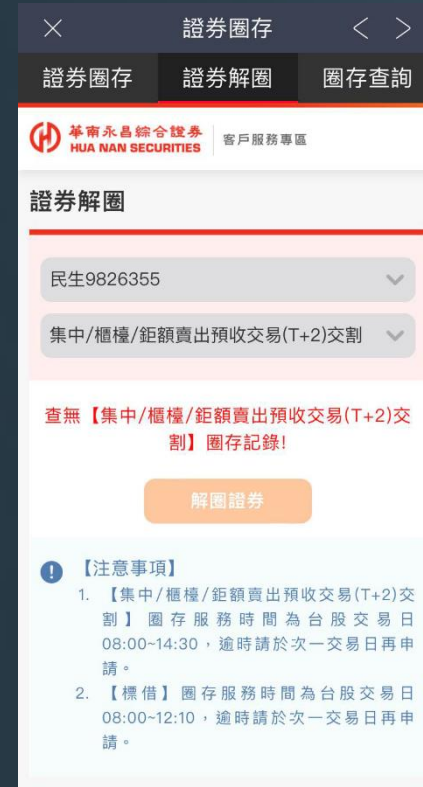 證券圈存
證券圈存 證券解圈 圈存查詢
華南永昌綜合證券
HUA NAN SECURITIES
客戶服務專區
證券解圈
民生9826355
集中/櫃檯/鉅額賣出預收交易(T+2)交割
查無【集中/櫃檯/鉅額賣出預收交易(T+2)交
割】圈存記錄!
解圈證券
【注意事項】
1. 【集中/櫃檯/鉅額賣出預收交易(T+2)交
割】圈存服務時間為台股交易日
08:00~14:30，逾時請於次一交易日再申
請。
2. 【標借】圈存服務時間為台股交易日
08:00~12:10，逾時請於次一交易日再申
請。